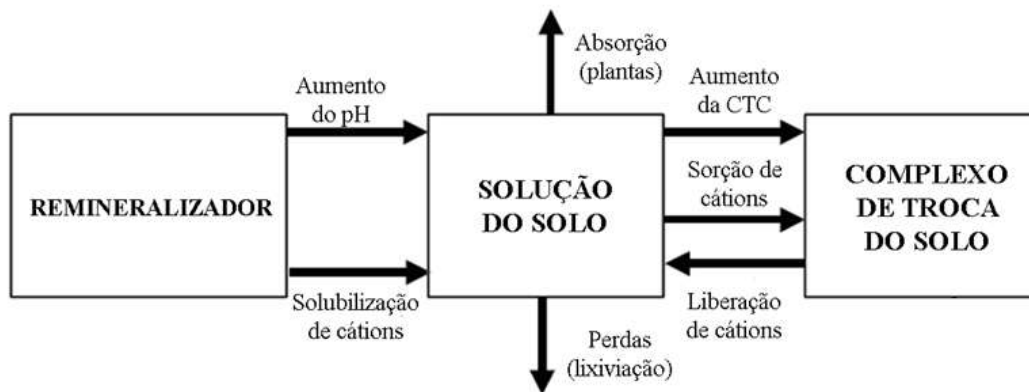 Absorção
(plantas)
Aumento
do pH
Aumento
da CTC
REMINERALIZADOR
SOLUÇÃO
DO SOLO
Sorção de
cátions
COMPLEXO
DE TROCA
DO SOLO
Solubilização
de cátions
Liberação
de cátions
Perdas
(lixiviação)